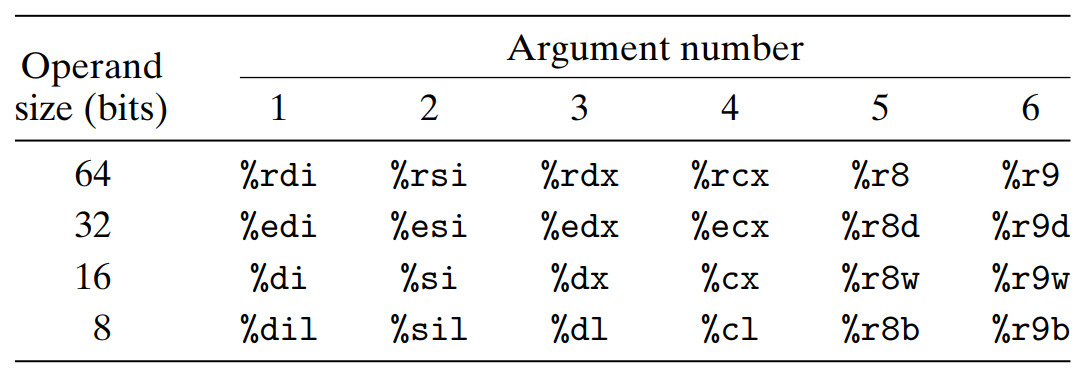 Argument number
Operand
size (bits) 1 2 3 4 5 6
64 %rdi %rsi %rdx %rcx %r8 %r9
32 %edi %esi %edx %ecx %r8d %r9d
16 %di %si %dx %cx %r8w %r9w
8 %dil %sil %dl %cl %r8b %r9b